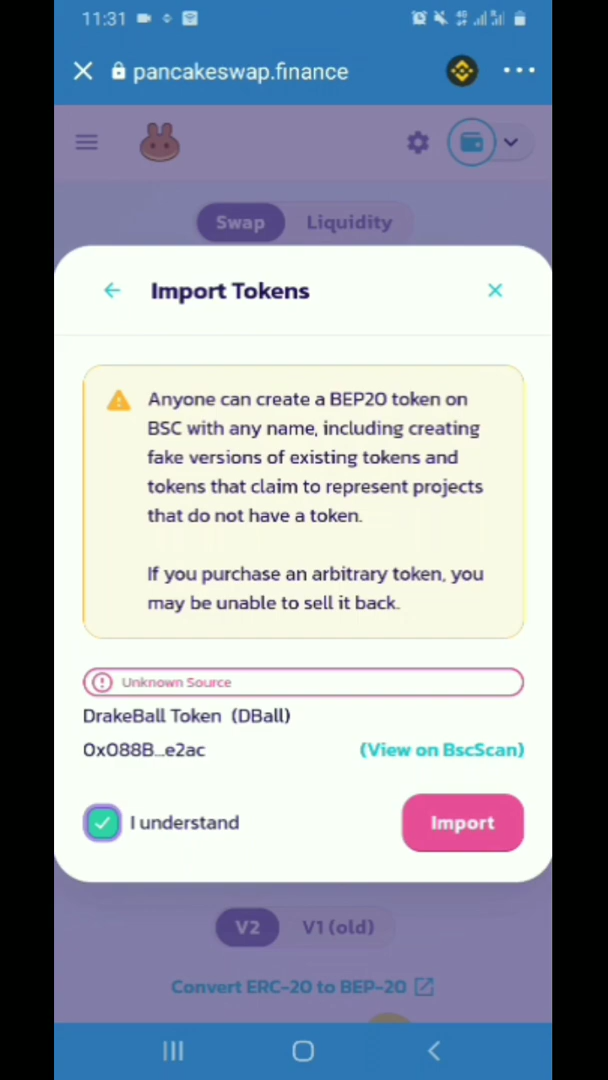 11:31
pancakeswap.finance
Swap
Liquidity
Import Tokens
Anyone can create a BEP20 token on
BSC with any name, including creating
fake versions of existing tokens and
tokens that claim to represent projects
that do not have a token.
If you purchase an arbitrary token, you
may be unable to sell it back.
Unknown Source
DrakeBall Token (DBall)
0x088B...e2ac
(View on BscScan)
I understand
Import
V2
V1 (old)
Convert ERC-20 to BEP-20